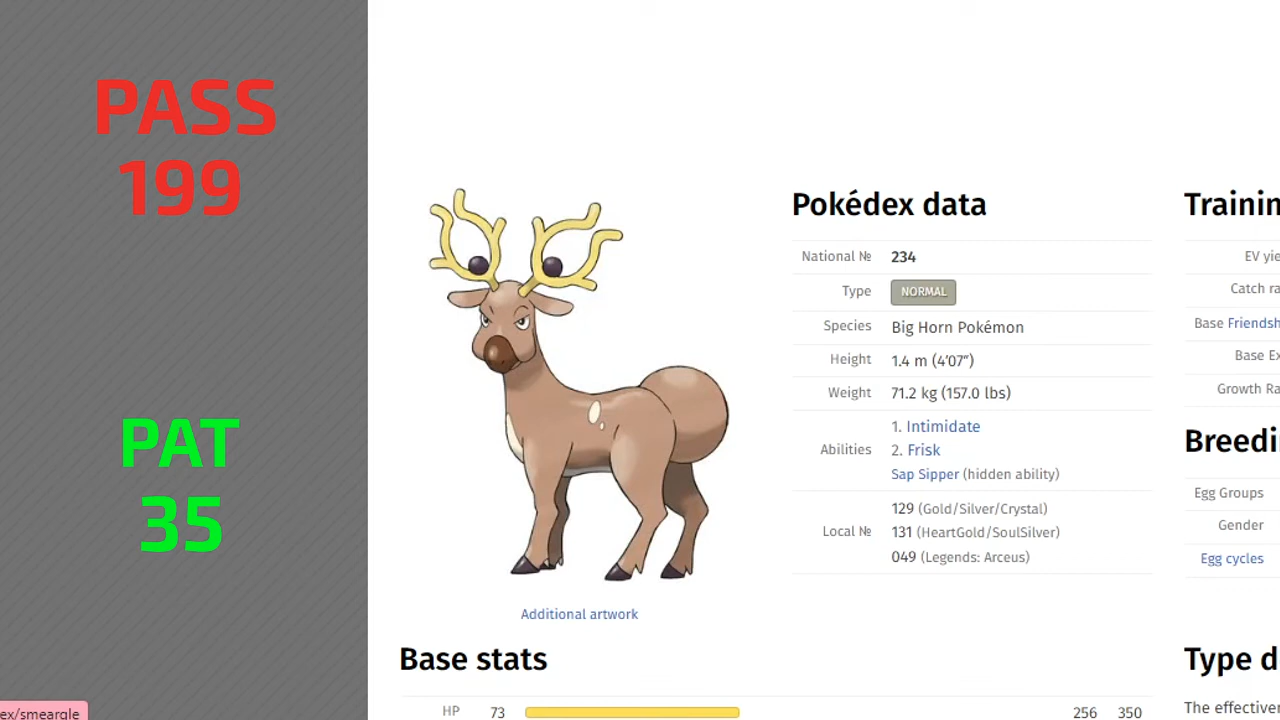 PASS
199
PAT
35
ex/smeargle
Additional artwork
Pokédex data
National № 234
Type NORMAL
Species Big Horn Pokémon
Height 1.4 m (4′07″)
Weight 71.2 kg (157.0 lbs)
Abilities 1. Intimidate
2. Frisk
Sap Sipper (hidden ability)
Local № 129 (Gold/Silver/Crystal)
131 (HeartGold/SoulSilver)
049 (Legends: Arceus)
Trainin
EV yie
Catch ra
Base Friendsh
Base Ex
Growth Ra
Breedi
Egg Groups
Gender
Egg cycles
Base stats
HP 73 256 350
Type d
The effectiver